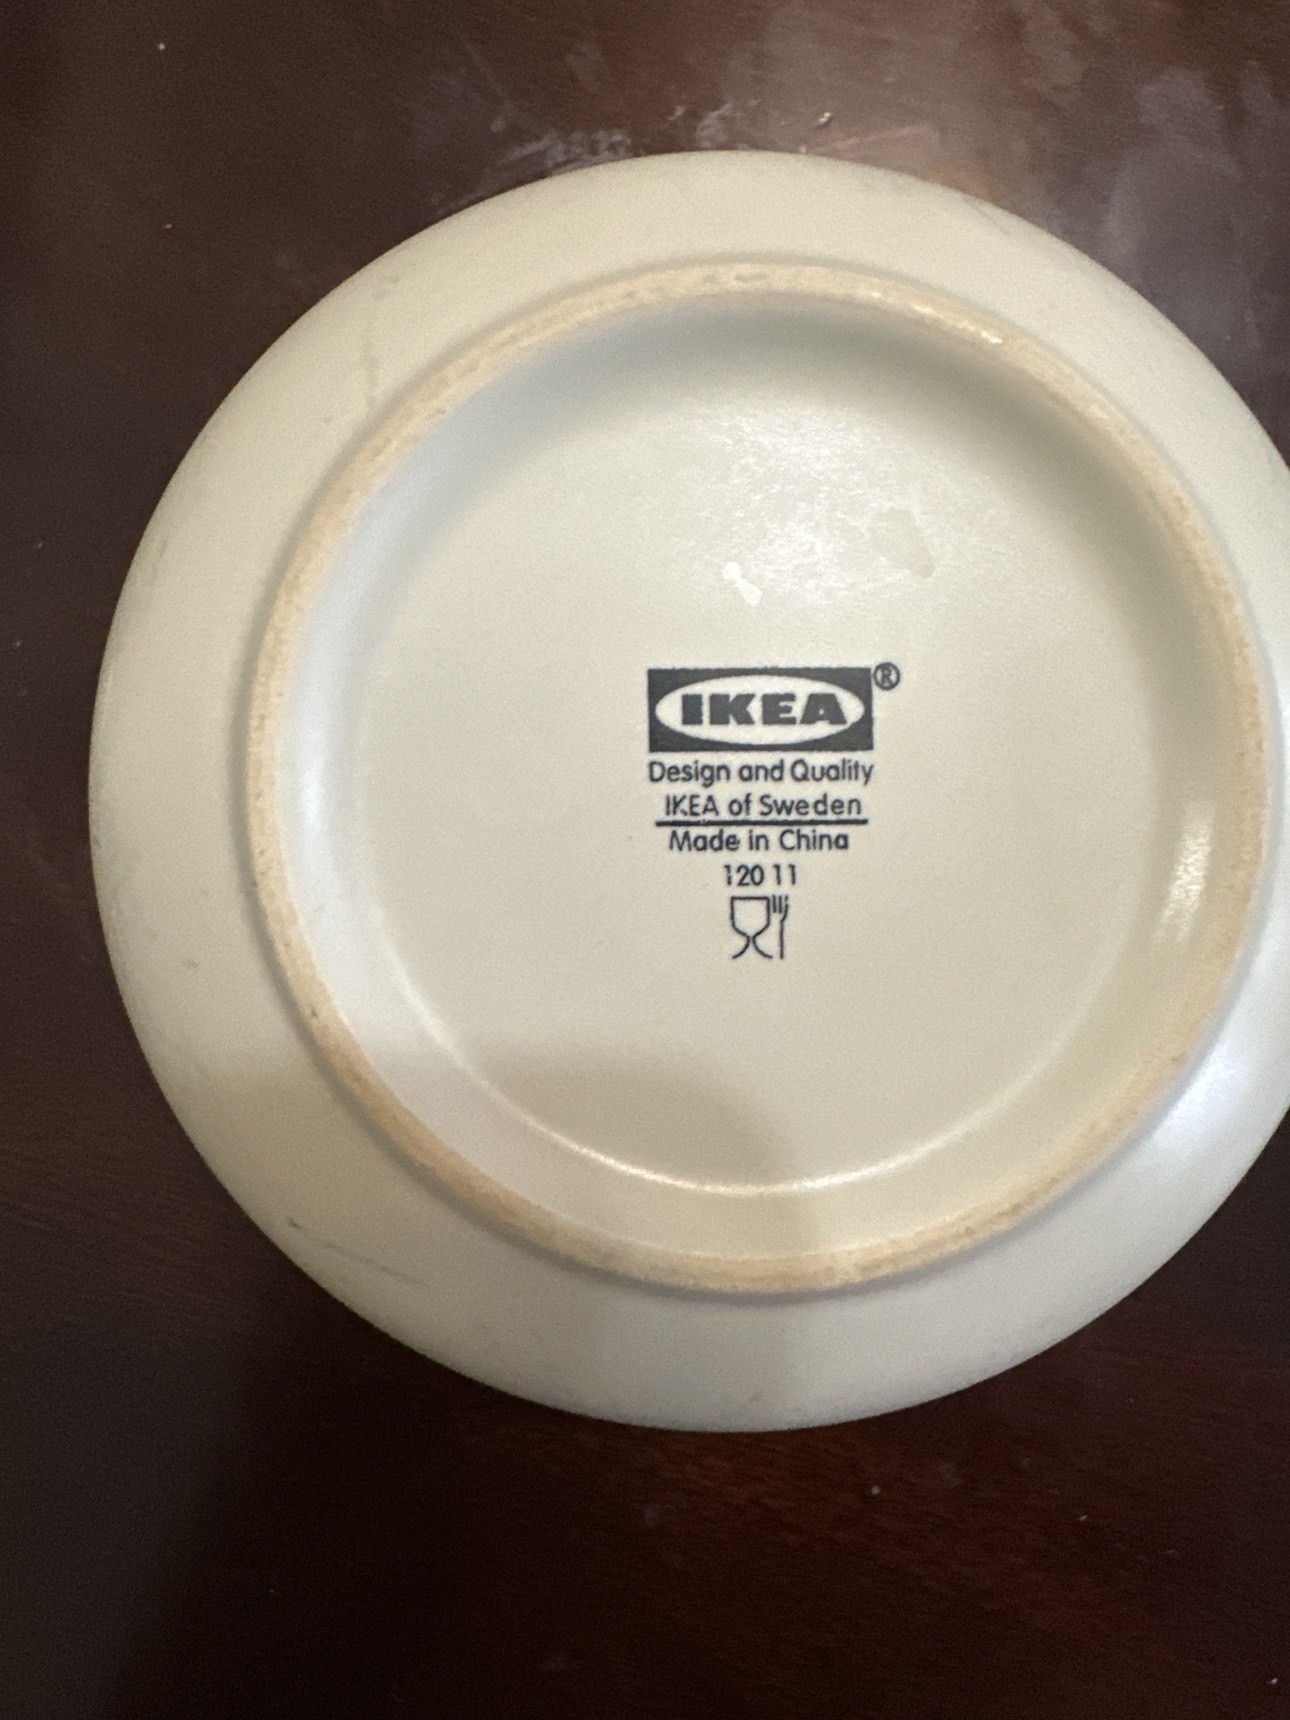 IKEA®
Design and Quality
IKEA of Sweden
Made in China
120 11